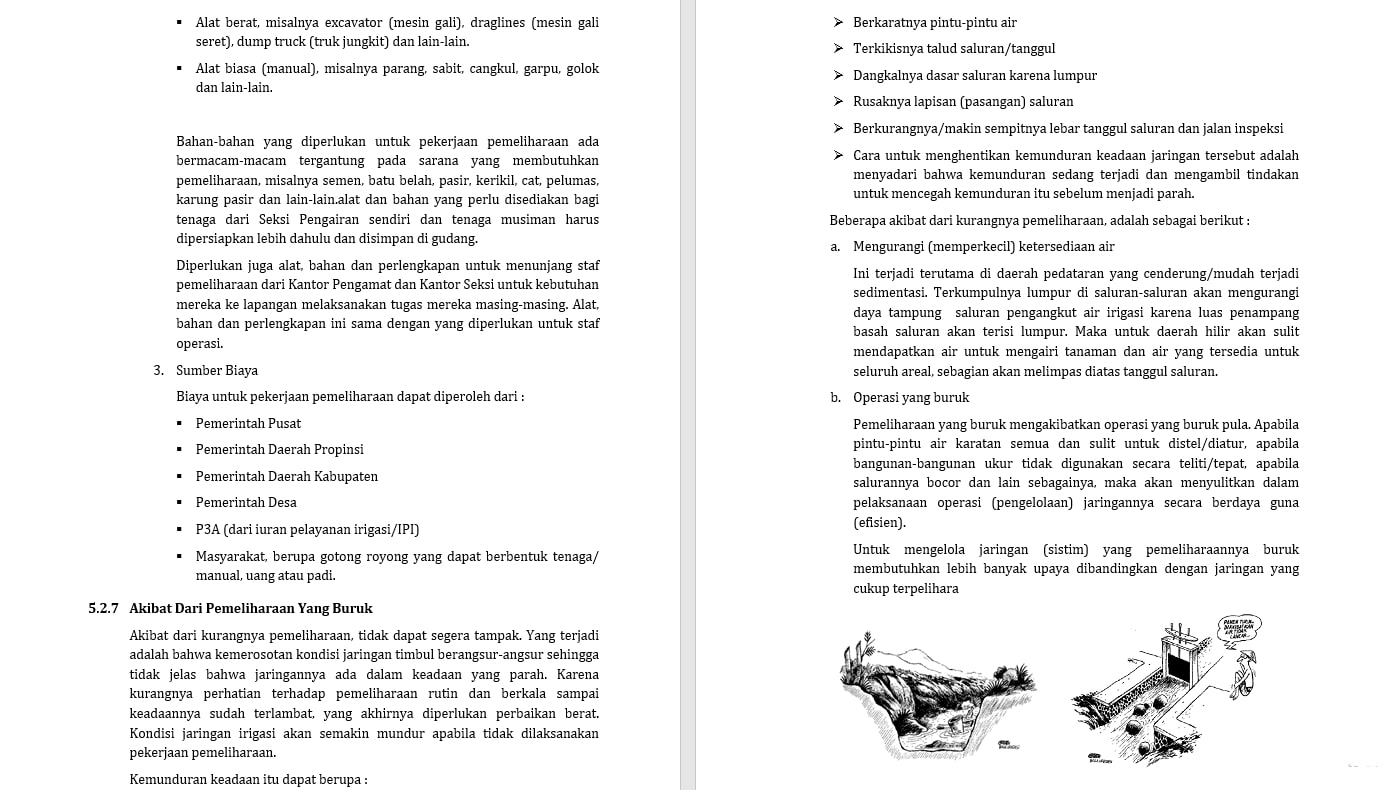 ▪ Alat berat, misalnya excavator (mesin gali), draglines (mesin gali
seret), dump truck (truk jungkit) dan lain-lain.
▪ Alat biasa (manual), misalnya parang, sabit, cangkul, garpu, golok
dan lain-lain.
Bahan-bahan yang diperlukan untuk pekerjaan pemeliharaan ada
bermacam-macam tergantung pada sarana yang membutuhkan
pemeliharaan, misalnya semen, batu belah, pasir, kerikil, cat, pelumas,
karung pasir dan lain-lain.alat dan bahan yang perlu disediakan bagi
tenaga dari Seksi Pengairan sendiri dan tenaga musiman harus
dipersiapkan lebih dahulu dan disimpan di gudang.
Diperlukan juga alat, bahan dan perlengkapan untuk menunjang staf
pemeliharaan dari Kantor Pengamat dan Kantor Seksi untuk kebutuhan
mereka ke lapangan melaksanakan tugas mereka masing-masing. Alat,
bahan dan perlengkapan ini sama dengan yang diperlukan untuk staf
operasi.
3. Sumber Biaya
Biaya untuk pekerjaan pemeliharaan dapat diperoleh dari :
▪ Pemerintah Pusat
▪ Pemerintah Daerah Propinsi
▪ Pemerintah Daerah Kabupaten
▪ Pemerintah Desa
▪ P3A (dari iuran pelayanan irigasi/IPI)
▪ Masyarakat, berupa gotong royong yang dapat berbentuk tenaga/
manual, uang atau padi.
5.2.7 Akibat Dari Pemeliharaan Yang Buruk
Akibat dari kurangnya pemeliharaan, tidak dapat segera tampak. Yang terjadi
adalah bahwa kemerosotan kondisi jaringan timbul berangsur-angsur sehingga
tidak jelas bahwa jaringannya ada dalam keadaan yang parah. Karena
kurangnya perhatian terhadap pemeliharaan rutin dan berkala sampai
keadaannya sudah terlambat, yang akhirnya diperlukan perbaikan berat.
Kondisi jaringan irigasi akan semakin mundur apabila tidak dilaksanakan
pekerjaan pemeliharaan.
Kemunduran keadaan itu dapat berupa :
➢ Berkaratnya pintu-pintu air
➢ Terkikisnya talud saluran/tanggul
➢ Dangkalnya dasar saluran karena lumpur
➢ Rusaknya lapisan (pasangan) saluran
➢ Berkurangnya/makin sempitnya lebar tanggul saluran dan jalan inspeksi
➢ Cara untuk menghentikan kemunduran keadaan jaringan tersebut adalah
menyadari bahwa kemunduran sedang terjadi dan mengambil tindakan
untuk mencegah kemunduran itu sebelum menjadi parah.
Beberapa akibat dari kurangnya pemeliharaan, adalah sebagai berikut :
a. Mengurangi (memperkecil) ketersediaan air
Ini terjadi terutama di daerah pedataran yang cenderung/mudah terjadi
sedimentasi. Terkumpulnya lumpur di saluran-saluran akan mengurangi
daya tampung saluran pengangkut air irigasi karena luas penampang
basah saluran akan terisi lumpur. Maka untuk daerah hilir akan sulit
mendapatkan air untuk mengairi tanaman dan air yang tersedia untuk
seluruh areal, sebagian akan melimpas diatas tanggul saluran.
b. Operasi yang buruk
Pemeliharaan yang buruk mengakibatkan operasi yang buruk pula. Apabila
pintu-pintu air karatan semua dan sulit untuk distel/diatur, apabila
bangunan-bangunan ukur tidak digunakan secara teliti/tepat, apabila
salurannya bocor dan lain sebagainya, maka akan menyulitkan dalam
pelaksanaan operasi (pengelolaan) jaringannya secara berdaya guna
(efisien).
Untuk mengelola jaringan (sistim) yang pemeliharaannya buruk
membutuhkan lebih banyak upaya dibandingkan dengan jaringan yang
cukup terpelihara
PANEN TURUN..
DIAKIBATKAN
AIR TIDAK
LANCAR...